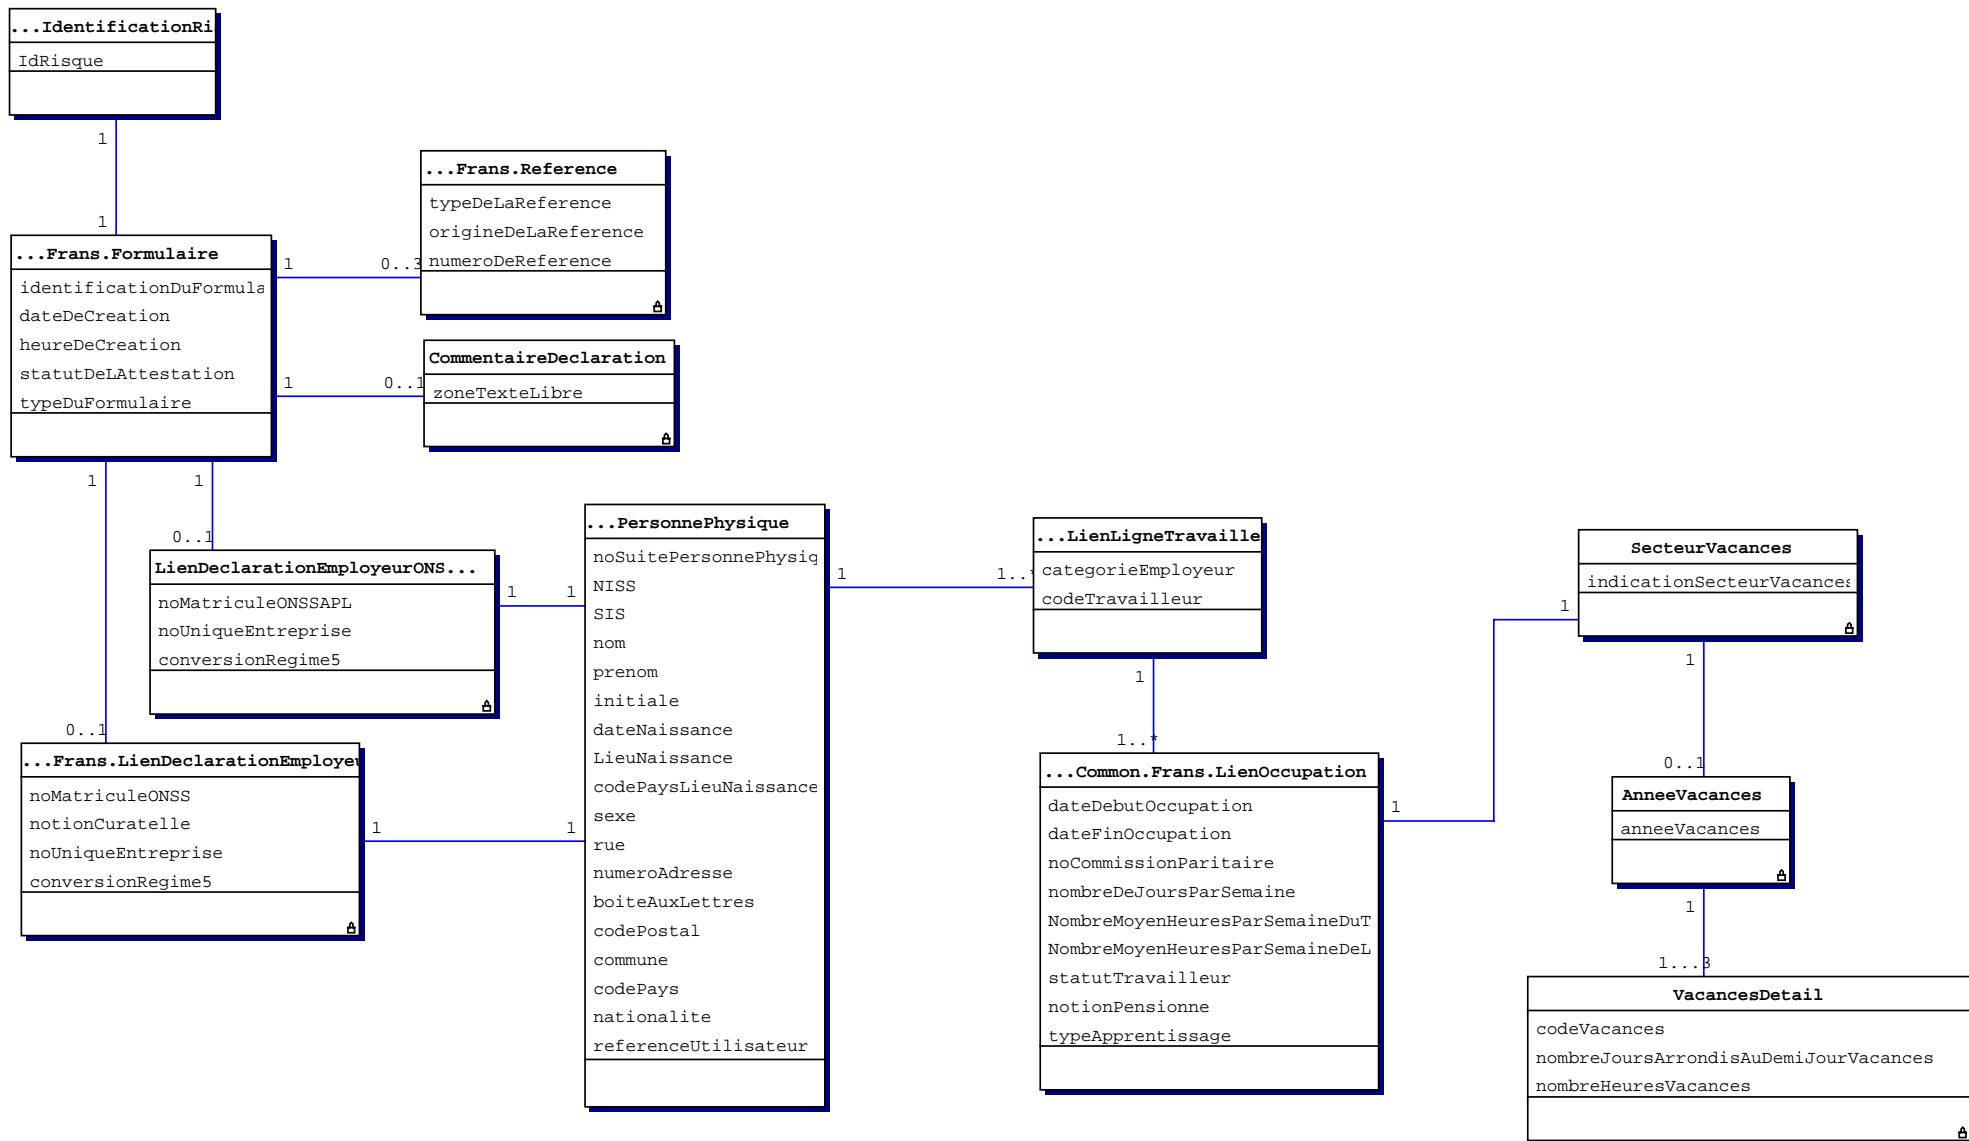 ...IdentificationRi
IdRisque
1
1
...Frans.Formulaire
identificationDuFormula
dateDeCreation
heureDeCreation
statutDeLAttestation
typeDuFormulaire
1
0..3
...Frans.Reference
typeDeLaReference
origineDeLaReference
numeroDeReference
1
0..1
CommentaireDeclaration
zoneTexteLibre
1
1
0..1
LienDeclarationEmployeurONS...
noMatriculeONSSAPL
noUniqueEntreprise
conversionRegime5
0..1
...Frans.LienDeclarationEmployeu
noMatriculeONSS
notionCuratelle
noUniqueEntreprise
conversionRegime5
1
1
1
1
...PersonnePhysique
noSuitePersonnePhysiq
NISS
SIS
nom
prenom
initiale
dateNaissance
LieuNaissance
codePaysLieuNaissance
sexe
rue
numeroAdresse
boiteAuxLettres
codePostal
commune
codePays
nationalite
referenceUtilisateur
1
1..*
...LienLigneTravaille
categorieEmployeur
codeTravailleur
1
1..*
...Common.Frans.LienOccupation
dateDebutOccupation
dateFinOccupation
noCommissionParitaire
nombreDeJoursParSemaine
NombreMoyenHeuresParSemaineDuT
NombreMoyenHeuresParSemaineDeL
statutTravailleur
notionPensionne
typeApprentissage
1
1
SecteurVacances
indicationSecteurVacances
1
0..1
AnneeVacances
anneeVacances
1
1...3
VacancesDetail
codeVacances
nombreJoursArrondisAuDemiJourVacances
nombreHeuresVacances